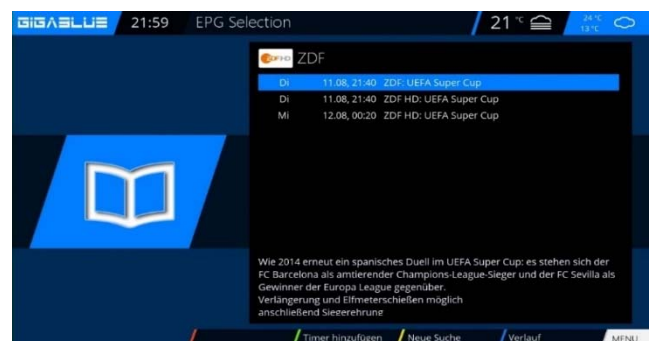 GIGABLUE 21:59 EPG Selection 21 °C 24 °C
13 °C
ZDF HD ZDF
Di 11.08, 21:40 ZDF: UEFA Super Cup
Di 11.08, 21:40 ZDF HD: UEFA Super Cup
Mi 12.08, 00:20 ZDF HD: UEFA Super Cup
Wie 2014 erneut ein spanisches Duell im UEFA Super Cup: es stehen sich der
FC Barcelona als amtierender Champions-League-Sieger und der FC Sevilla als
Gewinner der Europa League gegenüber.
Verlängerung und Elfmeterschießen möglich
anschließend Siegerehrung
Timer hinzufügen Neue Suche Verlauf MENU